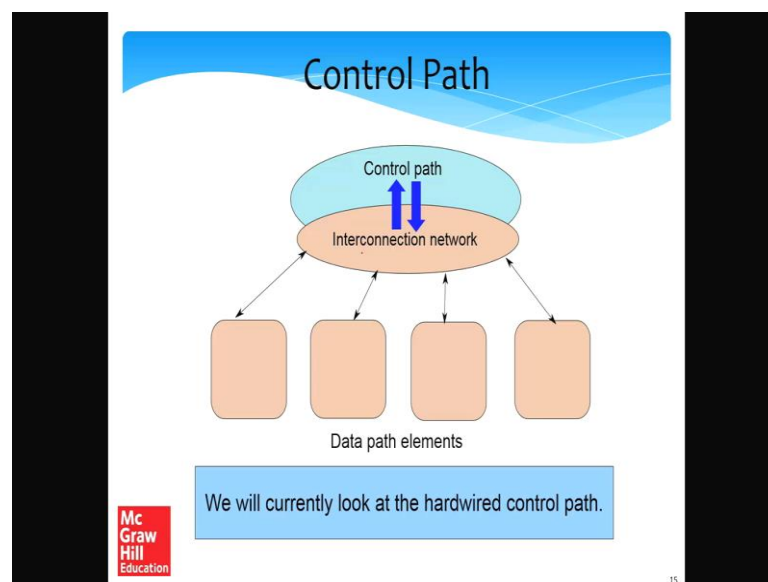 Control Path
Control path
Interconnection network
Data path elements
We will currently look at the hardwired control path.
Mc
Graw
Hill
Education
15